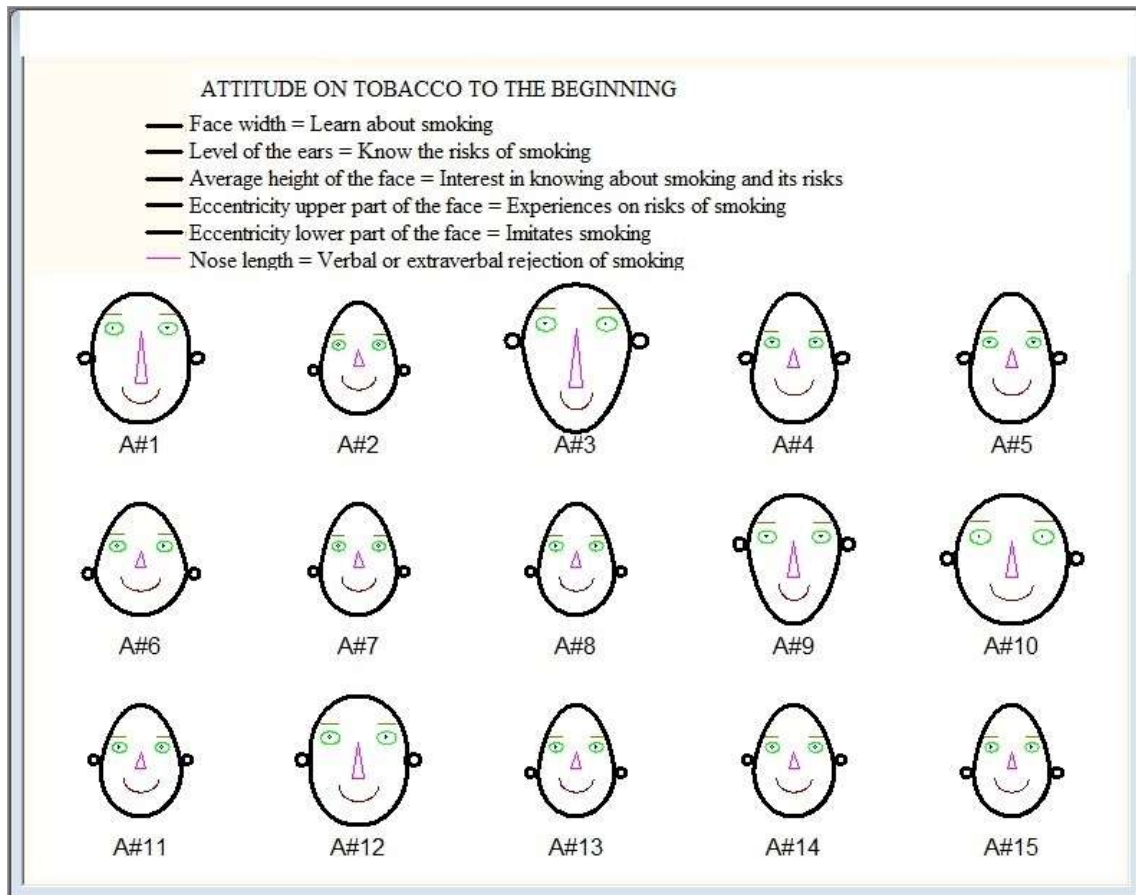 ATTITUDE ON TOBACCO TO THE BEGINNING
Face width = Learn about smoking
Level of the ears = Know the risks of smoking
Average height of the face = Interest in knowing about smoking and its risks
Eccentricity upper part of the face = Experiences on risks of smoking
Eccentricity lower part of the face = Imitates smoking
Nose length = Verbal or extraverbal rejection of smoking
A#1 A#2 A#3 A#4 A#5
A#6 A#7 A#8 A#9 A#10
A#11 A#12 A#13 A#14 A#15